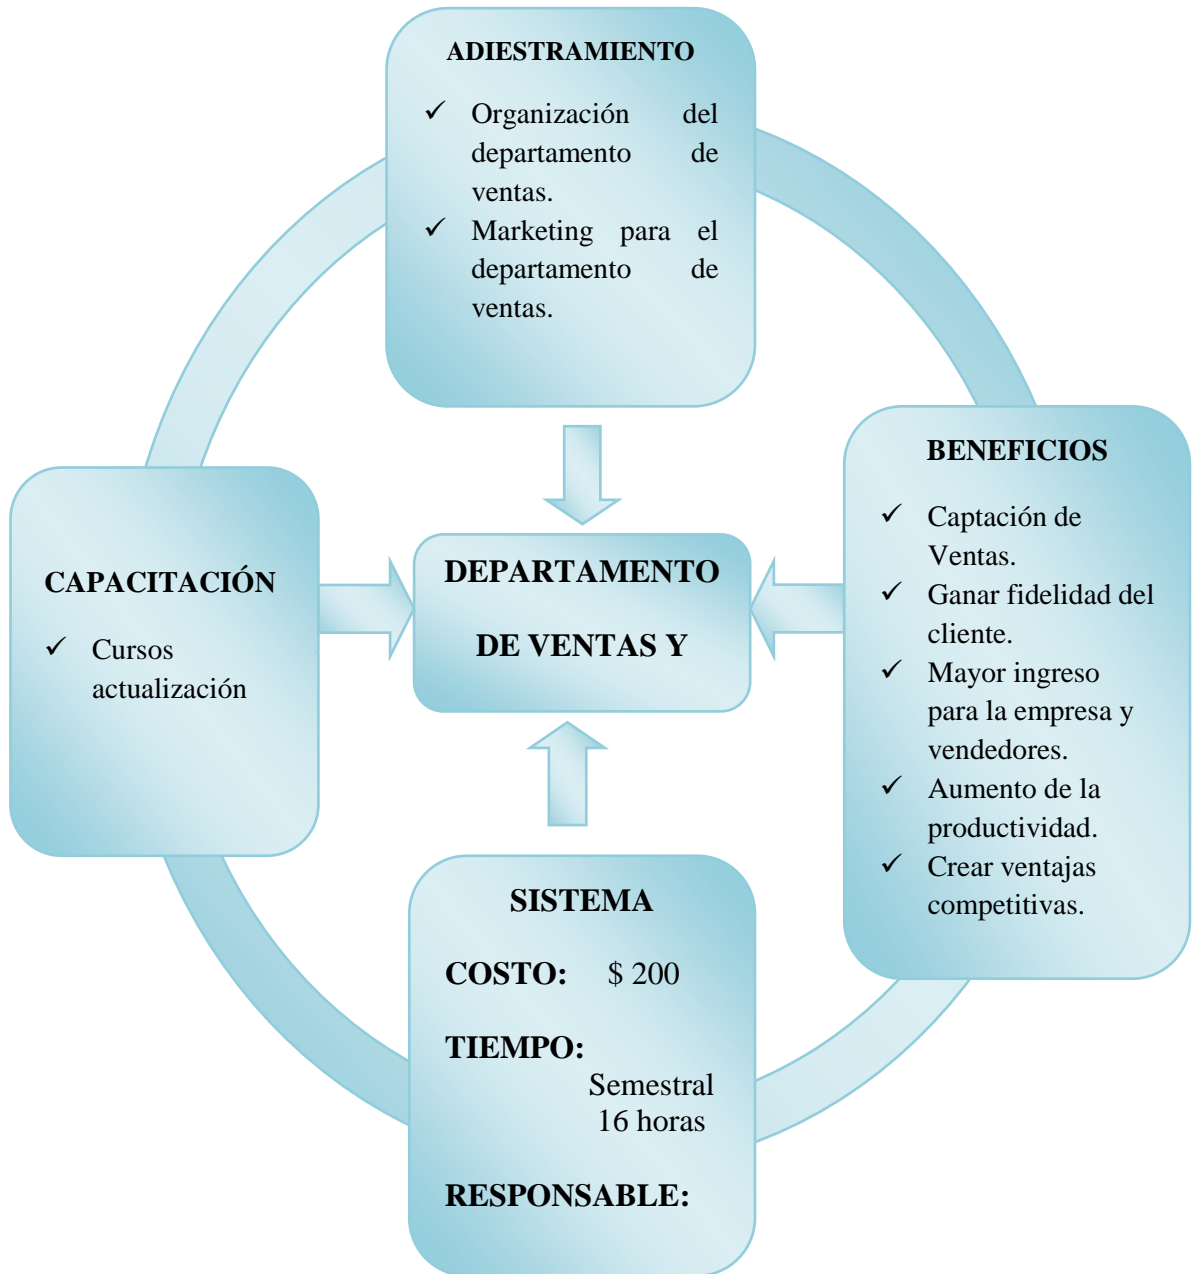 ADIESTRAMIENTO
✓ Organización del
departamento de
ventas.
✓ Marketing para el
departamento de
ventas.
CAPACITACIÓN
✓ Cursos
actualización
DEPARTAMENTO
DE VENTAS Y
BENEFICIOS
✓ Captación de
Ventas.
✓ Ganar fidelidad del
cliente.
✓ Mayor ingreso
para la empresa y
vendedores.
✓ Aumento de la
productividad.
✓ Crear ventajas
competitivas.
SISTEMA
COSTO: $ 200
TIEMPO:
Semestral
16 horas
RESPONSABLE: